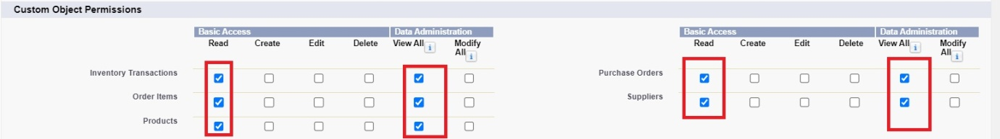 Custom Object Permissions
Basic Access Data Administration
Read Create Edit Delete View All i Modify All i
Inventory Transactions
Order Items
Products
Basic Access Data Administration
Read Create Edit Delete View All i Modify All i
Purchase Orders
Suppliers